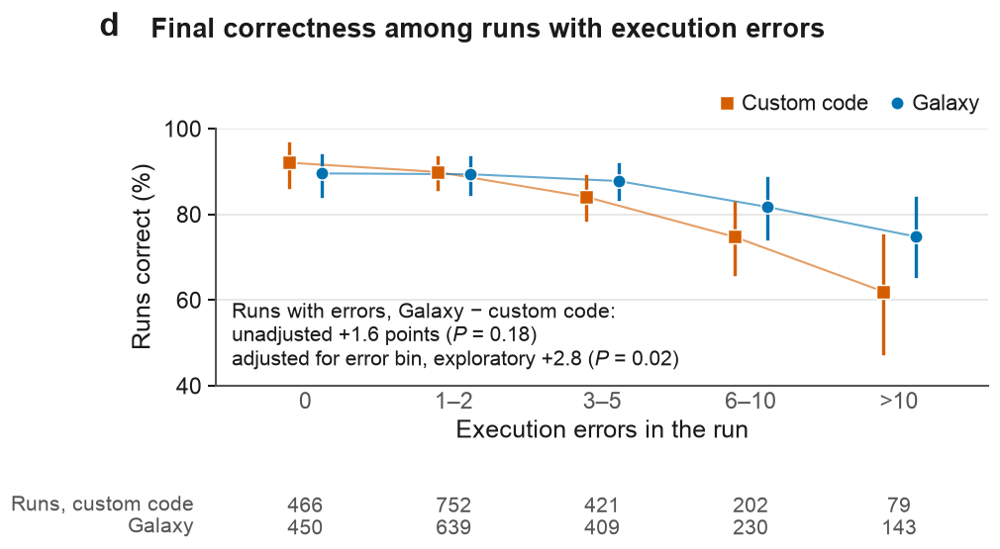 d Final correctness among runs with execution errors
Custom code Galaxy
100
80
60
40
Runs correct (%)
Runs with errors, Galaxy − custom code:
unadjusted +1.6 points (P = 0.18)
adjusted for error bin, exploratory +2.8 (P = 0.02)
0 1–2 3–5 6–10 >10
Execution errors in the run
Runs, custom code 466 752 421 202 79
Galaxy 450 639 409 230 143